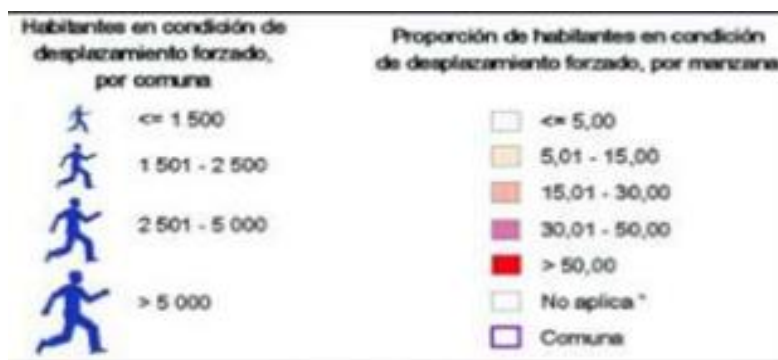 Habitantes en condición de
desplazamiento forzado,
por comuna
<= 1 500
1 501 - 2 500
2 501 - 5 000
> 5 000
Proporción de habitantes en condición
de desplazamiento forzado, por manzana
<= 5,00
5,01 - 15,00
15,01 - 30,00
30,01 - 50,00
> 50,00
No aplica *
Comuna